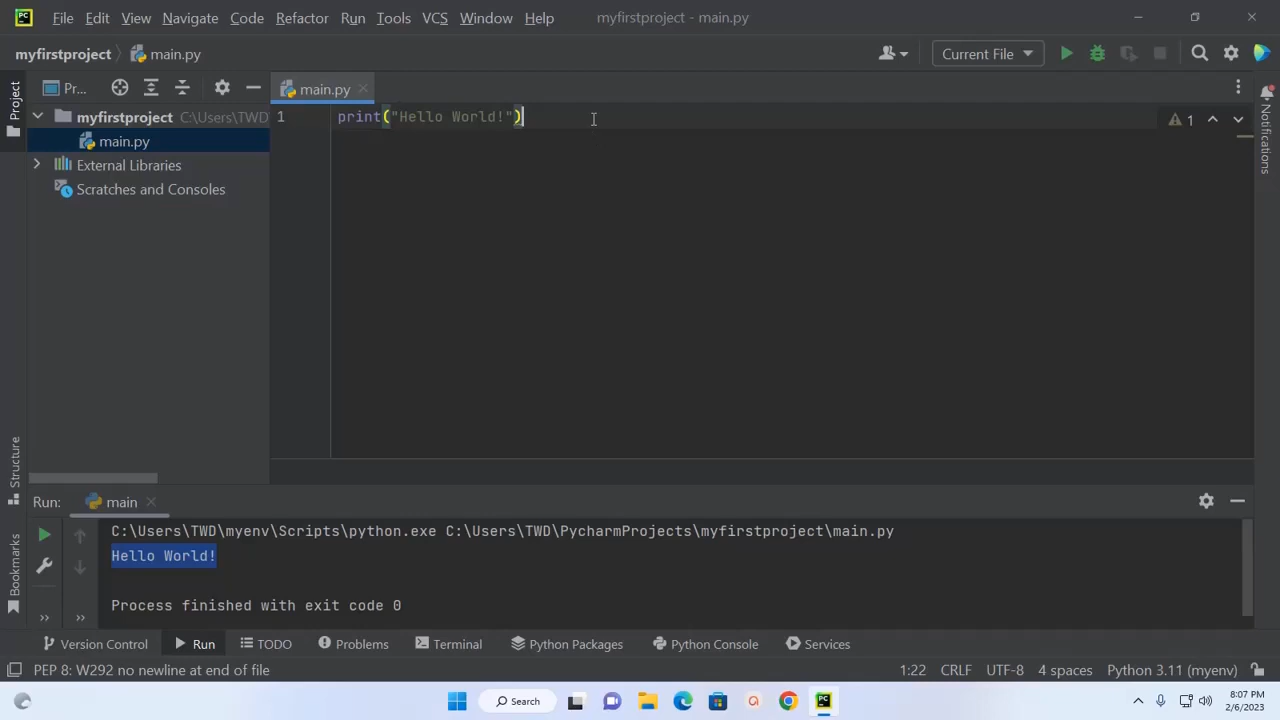 PC File Edit View Navigate Code Refactor Run Tools VCS Window Help myfirstproject - main.py
myfirstproject main.py Current File
Project Pr... main.py
myfirstproject C:\Users\TWD
1 print("Hello World!") 1
main.py
External Libraries
Scratches and Consoles
Notifications
Structure
Bookmarks
Run: main
C:\Users\TWD\myenv\Scripts\python.exe C:\Users\TWD\PycharmProjects\myfirstproject\main.py
Hello World!
Process finished with exit code 0
Version Control Run TODO Problems Terminal Python Packages Python Console Services
PEP 8: W292 no newline at end of file 1:22 CRLF UTF-8 4 spaces Python 3.11 (myenv)
Search PC 8:07 PM
2/6/2023